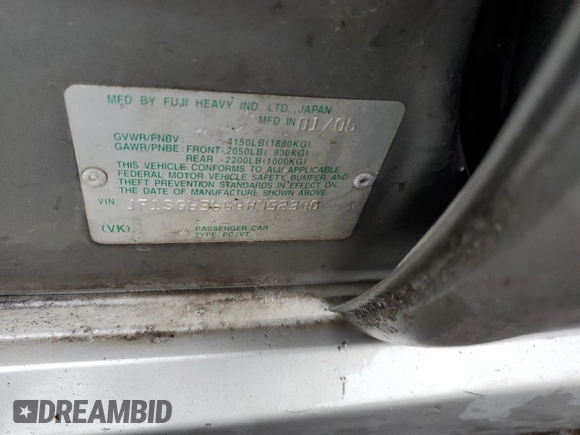 MFD BY FUJI HEAVY IND. LTD., JAPAN
MFD IN 01/06
GVWR/PNBV : 4150LB(1880KG)
GAWR/PNBE : FRONT-2050LB( 930KG)
REAR -2200LB(1000KG)
THIS VEHICLE CONFORMS TO ALL APPLICABLE
FEDERAL MOTOR VEHICLE SAFETY, BUMPER, AND
THEFT PREVENTION STANDARDS IN EFFECT ON
THE DATE OF MANUFACTURE SHOWN ABOVE.
VIN
(VK) PASSENGER CAR
TYPE: PC/VT
DREAMBID